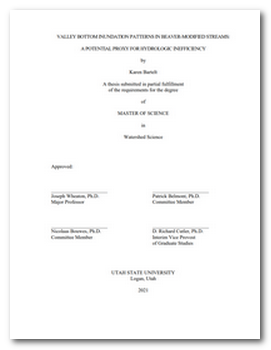 VALLEY BOTTOM INUNDATION PATTERNS IN BEAVER-MODIFIED STREAMS:
A POTENTIAL PROXY FOR HYDROLOGIC INEFFICIENCY
by
Karen Bartelt
A thesis submitted in partial fulfillment
of the requirements for the degree
of
MASTER OF SCIENCE
in
Watershed Science
Approved:
Joseph Wheaton, Ph.D. Patrick Belmont, Ph.D.
Major Professor Committee Member
Nicolaas Bouwes, Ph.D. D. Richard Cutler, Ph.D.
Committee Member Interim Vice Provost
of Graduate Studies
UTAH STATE UNIVERSITY
Logan, Utah
2021